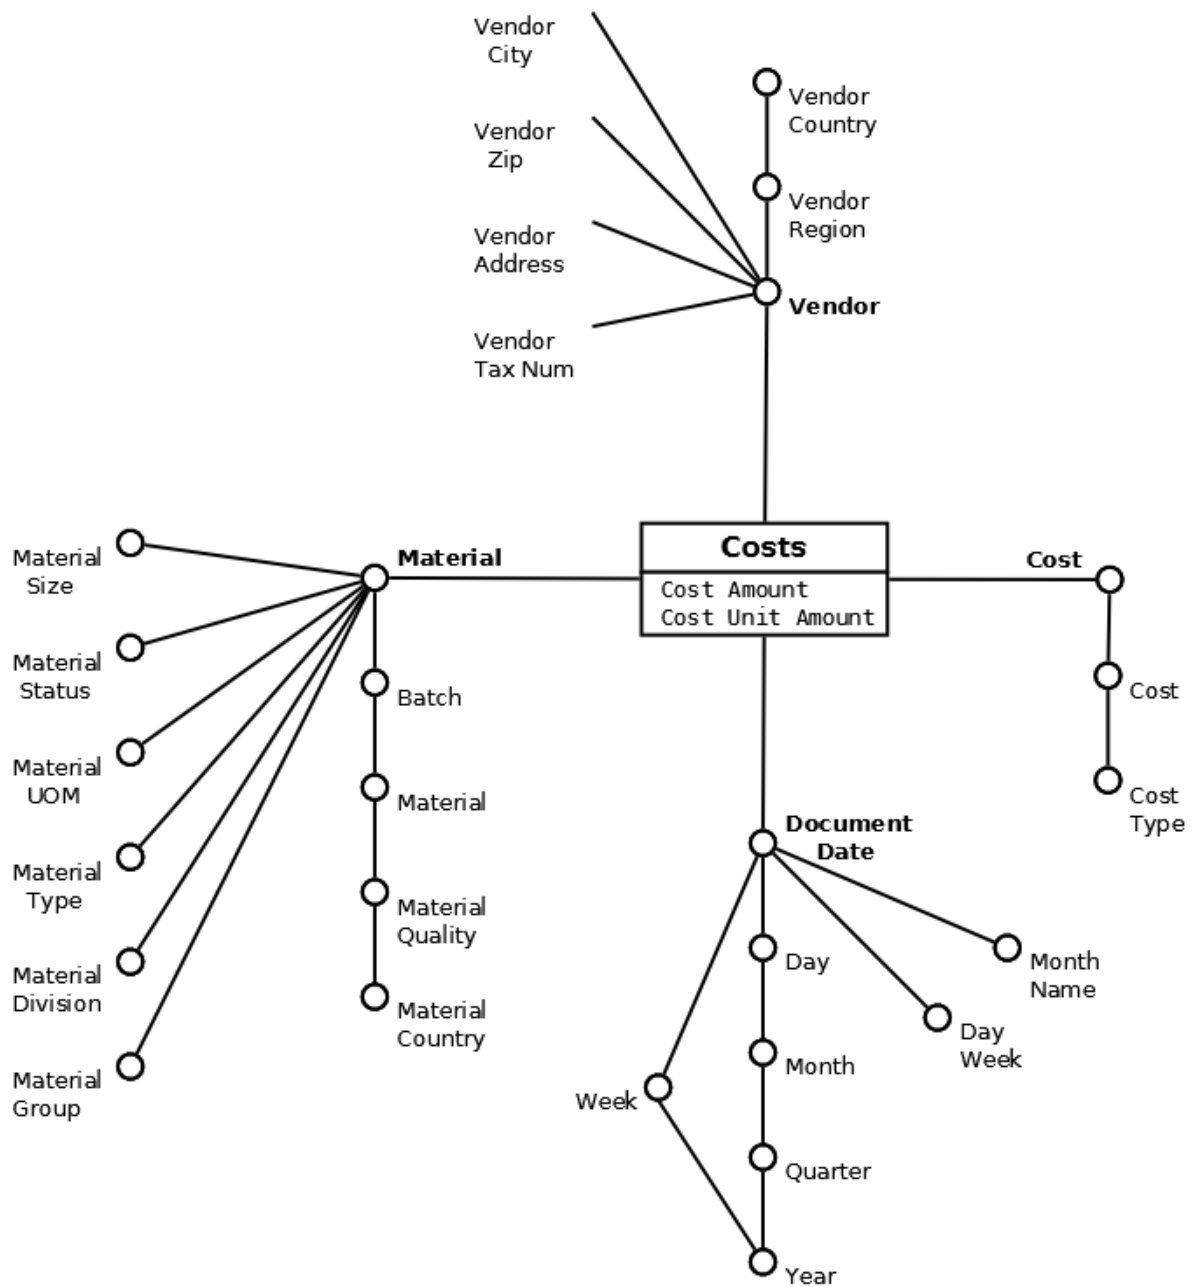 Vendor
City
Vendor
Country
Vendor
Zip
Vendor
Region
Vendor
Address
Vendor
Vendor
Tax Num
Costs
Cost Amount
Cost Unit Amount
Material
Cost
Material
Size
Material
Status
Material
UOM
Material
Type
Material
Division
Material
Group
Batch
Material
Material
Quality
Material
Country
Cost
Cost
Type
Document
Date
Day
Month
Name
Day
Week
Month
Week
Quarter
Year